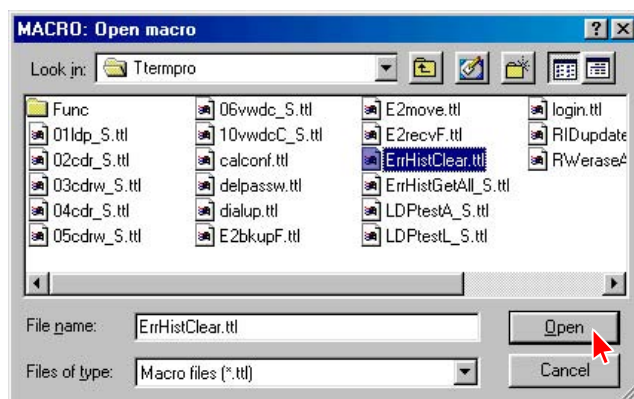 MACRO: Open macro
Look in: Ttermpro
Func
01ldp_S.ttl
02cdr_S.ttl
03cdrw_S.ttl
04cdr_S.ttl
05cdrw_S.ttl
06vwdc_S.ttl
10vwdcC_S.ttl
calconf.ttl
delpassw.ttl
dialup.ttl
E2bkupF.ttl
E2move.ttl
E2recvF.ttl
ErrHistClear.ttl
ErrHistGetAll_S.ttl
LDPtestA_S.ttl
LDPtestL_S.ttl
login.ttl
RIDupdate
RWeraseA
File name: ErrHistClear.ttl
Open
Files of type: Macro files (*.ttl)
Cancel